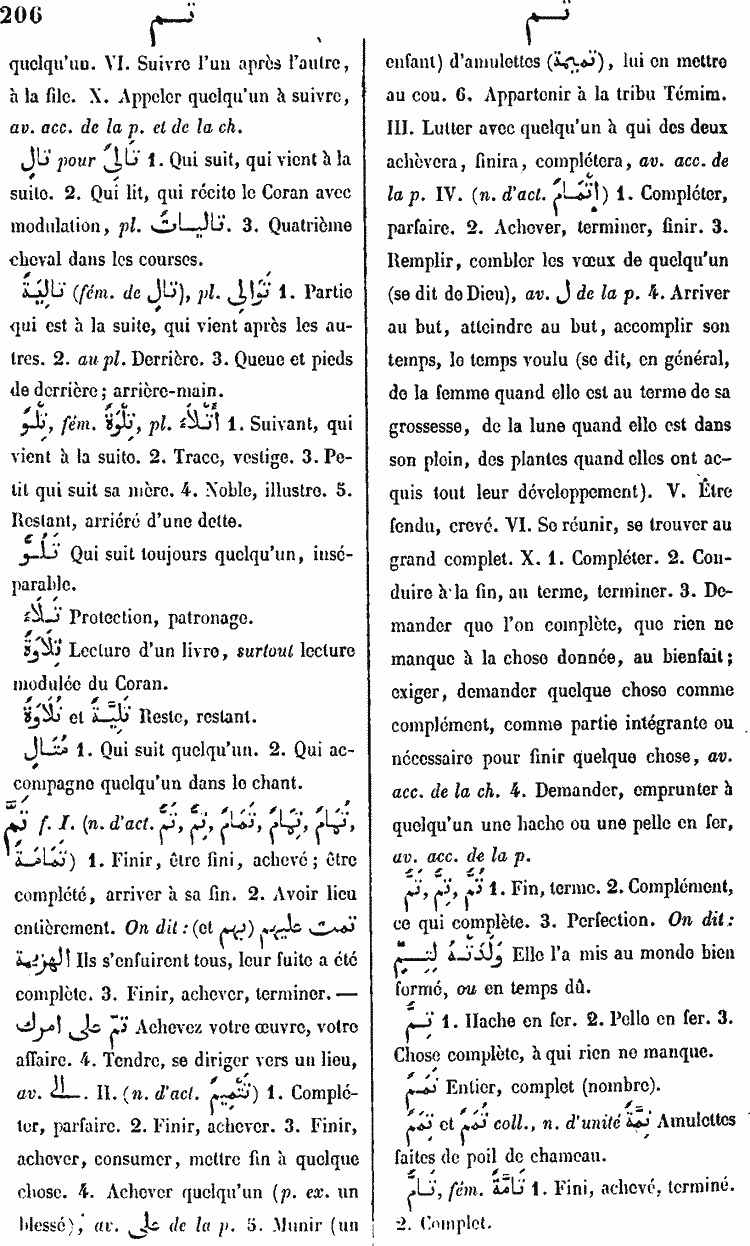 206
تم
تم
quelqu'un. VI. Suivre l'un après l'autre,
à la file. X. Appeler quelqu'un à suivre,
av. acc. de la p. et de la ch.
تَالٍ pour تَالِىٌ 1. Qui suit, qui vient à la
suite. 2. Qui lit, qui récite le Coran avec
modulation, pl. تَالِيَاتٌ. 3. Quatrième
cheval dans les courses.
تَالِيَةٌ (fém. de تَالٍ), pl. تَوَالِى 1. Partie
qui est à la suite, qui vient après les au-
tres. 2. au pl. Derrière. 3. Queue et pieds
de derrière; arrière-main.
تِلْوٌ, fém. تِلْوَةٌ, pl. أَتْلَاءٌ 1. Suivant, qui
vient à la suite. 2. Trace, vestige. 3. Pe-
tit qui suit sa mère. 4. Noble, illustre. 5.
Restant, arriéré d'une dette.
تَلُوٌّ Qui suit toujours quelqu'un, insé-
parable.
تَلَاءٌ Protection, patronage.
تِلَاوَةٌ Lecture d'un livre, surtout lecture
modulée du Coran.
تُلَاوَةٌ et تَلِيَّةٌ Reste, restant.
مُتَالٍ 1. Qui suit quelqu'un. 2. Qui ac-
compagne quelqu'un dans le chant.
تَمَّ f. I. (n. d'act. تَمٌّ, تِمٌّ, تُمٌّ, تَمَامٌ, تِمَامٌ, تُمَامٌ,
تَمَامَةٌ) 1. Finir, être fini, achevé; être
complété, arriver à sa fin. 2. Avoir lieu
entièrement. On dit: تمت عليهم (et بهم)
الهزيمة Ils s'enfuirent tous, leur fuite a été
complète. 3. Finir, achever, terminer. —
تمّ على امرك Achevez votre œuvre, votre
affaire. 4. Tendre, se diriger vers un lieu,
av. إلى. II. (n. d'act. تَتْمِيمٌ) 1. Complé-
ter, parfaire. 2. Finir, achever. 3. Finir,
achever, consumer, mettre fin à quelque
chose. 4. Achever quelqu'un (p. ex. un
blessé), av. على de la p. 5. Munir (un
enfant) d'amulettes (تميمة), lui en mettre
au cou. 6. Appartenir à la tribu Témim.
III. Lutter avec quelqu'un à qui des deux
achèvera, finira, complétera, av. acc. de
la p. IV. (n. d'act. إِتْمَامٌ) 1. Compléter,
parfaire. 2. Achever, terminer, finir. 3.
Remplir, combler les vœux de quelqu'un
(se dit de Dieu), av. ل de la p. 4. Arriver
au but, atteindre au but, accomplir son
temps, le temps voulu (se dit, en général,
de la femme quand elle est au terme de sa
grossesse, de la lune quand elle est dans
son plein, des plantes quand elles ont ac-
quis tout leur développement). V. Être
fendu, crevé. VI. Se réunir, se trouver au
grand complet. X. 1. Compléter. 2. Con-
duire à la fin, au terme, terminer. 3. De-
mander que l'on complète, que rien ne
manque à la chose donnée, au bienfait;
exiger, demander quelque chose comme
complément, comme partie intégrante ou
nécessaire pour finir quelque chose, av.
acc. de la ch. 4. Demander, emprunter à
quelqu'un une hache ou une pelle en fer,
av. acc. de la p.
تَمٌّ, تِمٌّ, تُمٌّ 1. Fin, terme. 2. Complément,
ce qui complète. 3. Perfection. On dit:
وَلَدَتْهُ لِتِمٍّ Elle l'a mis au monde bien
formé, ou en temps dû.
تِمٌّ 1. Hache en fer. 2. Pelle en fer. 3.
Chose complète, à qui rien ne manque.
تَمَمٌ Entier, complet (nombre).
تِمَمٌ et تُمَمٌ coll., n. d'unité تِمَّةٌ Amulettes
faites de poil de chameau.
تَامٌّ, fém. تَامَّةٌ 1. Fini, achevé, terminé.
2. Complet.